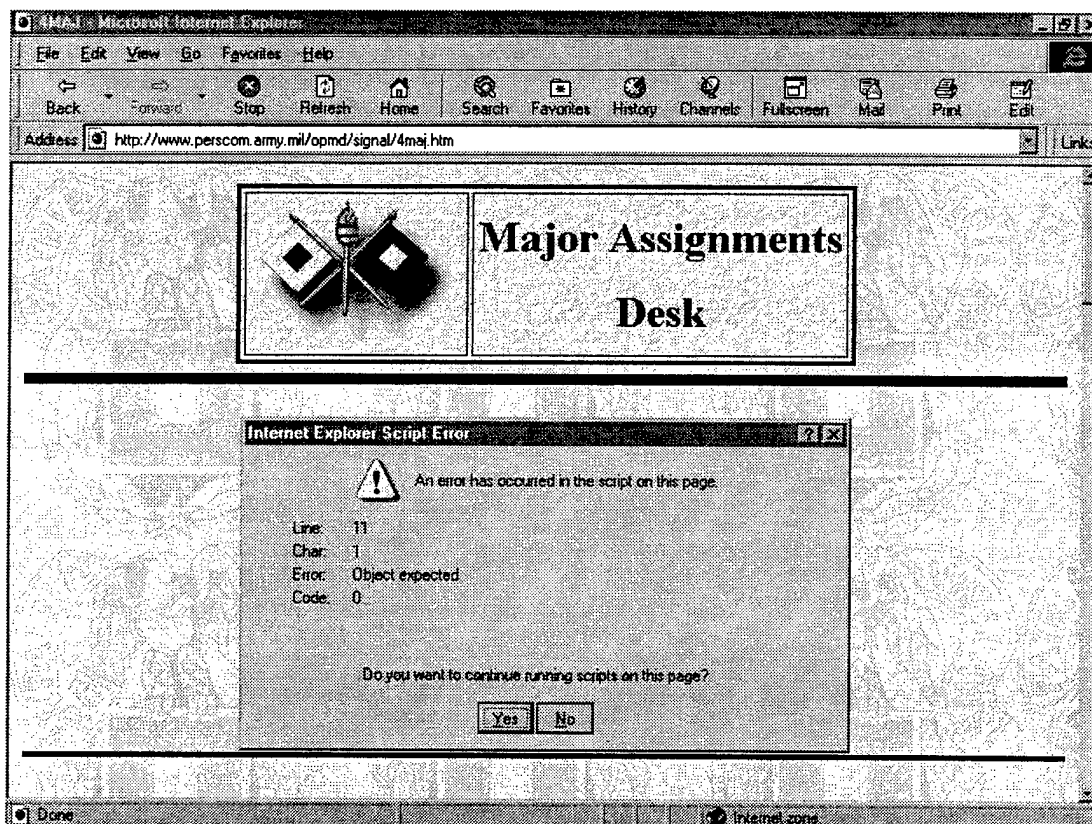 4MAJ - Microsoft Internet Explorer
File Edit View Go Favorites Help
Back Forward Stop Refresh Home Search Favorites History Channels Fullscreen Mail Print Edit
Address http://www.perscom.army.mil/opmd/signal/4maj.htm Links
Major Assignments
Desk
Internet Explorer Script Error
An error has occurred in the script on this page.
Line: 11
Char: 1
Error: Object expected
Code: 0
Do you want to continue running scripts on this page?
Yes No
Done Internet zone